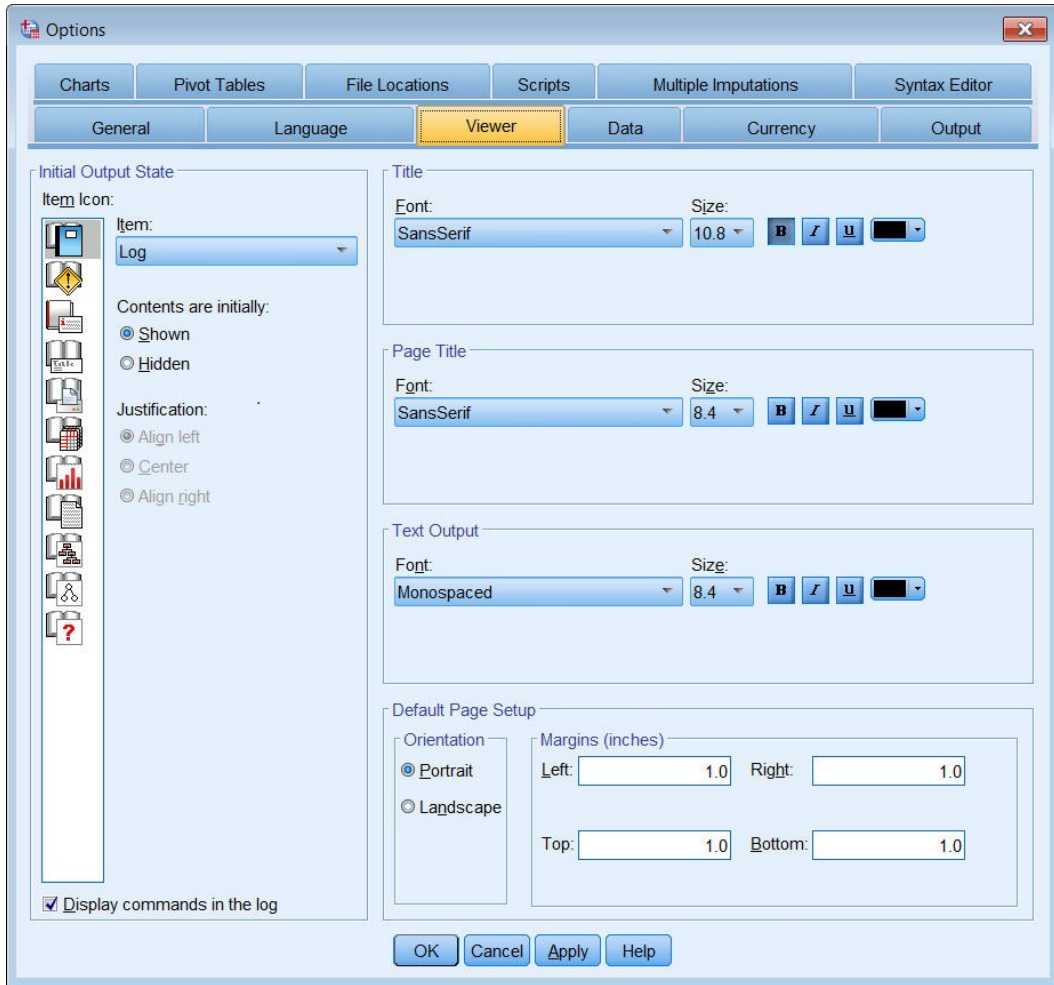 Options
Charts Pivot Tables File Locations Scripts Multiple Imputations Syntax Editor
General Language Viewer Data Currency Output
Initial Output State
Item Icon:
Item:
Log
Contents are initially:
Shown
Hidden
Justification:
Align left
Center
Align right
Display commands in the log
Title
Font: Size:
SansSerif 10.8 B I U
Page Title
Font: Size:
SansSerif 8.4 B I U
Text Output
Font: Size:
Monospaced 8.4 B I U
Default Page Setup
Orientation
Portrait
Landscape
Margins (inches)
Left: 1.0 Right: 1.0
Top: 1.0 Bottom: 1.0
OK Cancel Apply Help